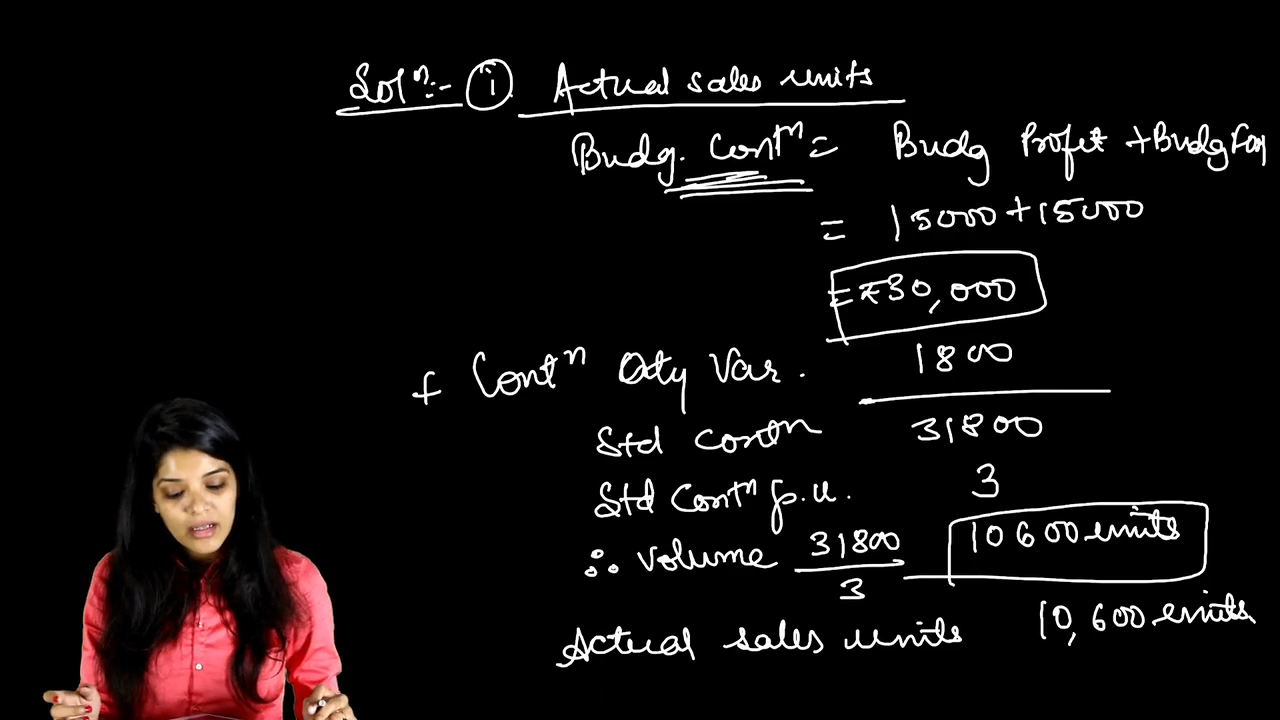 Solⁿ:- (i) Actual sales units
Budg. Contⁿ = Budg Profit + Budg
= 15000 + 15000
= ₹30,000
+ Contⁿ Qty Var. 1800
Std Contⁿ 31800
Std Contⁿ p.u. 3
∴ Volume 31800/3 10600 units
Actual sales units 10,600 units